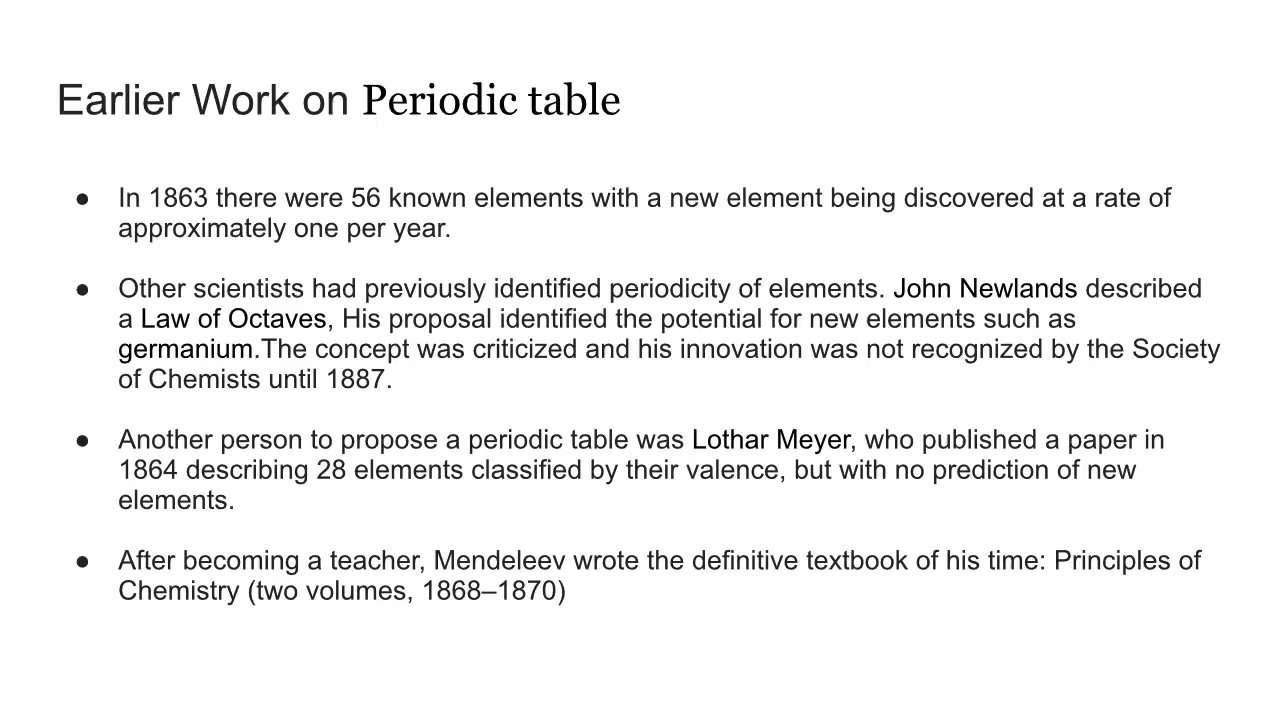 Earlier Work on Periodic table
● In 1863 there were 56 known elements with a new element being discovered at a rate of
approximately one per year.
● Other scientists had previously identified periodicity of elements. John Newlands described
a Law of Octaves, His proposal identified the potential for new elements such as
germanium.The concept was criticized and his innovation was not recognized by the Society
of Chemists until 1887.
● Another person to propose a periodic table was Lothar Meyer, who published a paper in
1864 describing 28 elements classified by their valence, but with no prediction of new
elements.
● After becoming a teacher, Mendeleev wrote the definitive textbook of his time: Principles of
Chemistry (two volumes, 1868–1870)